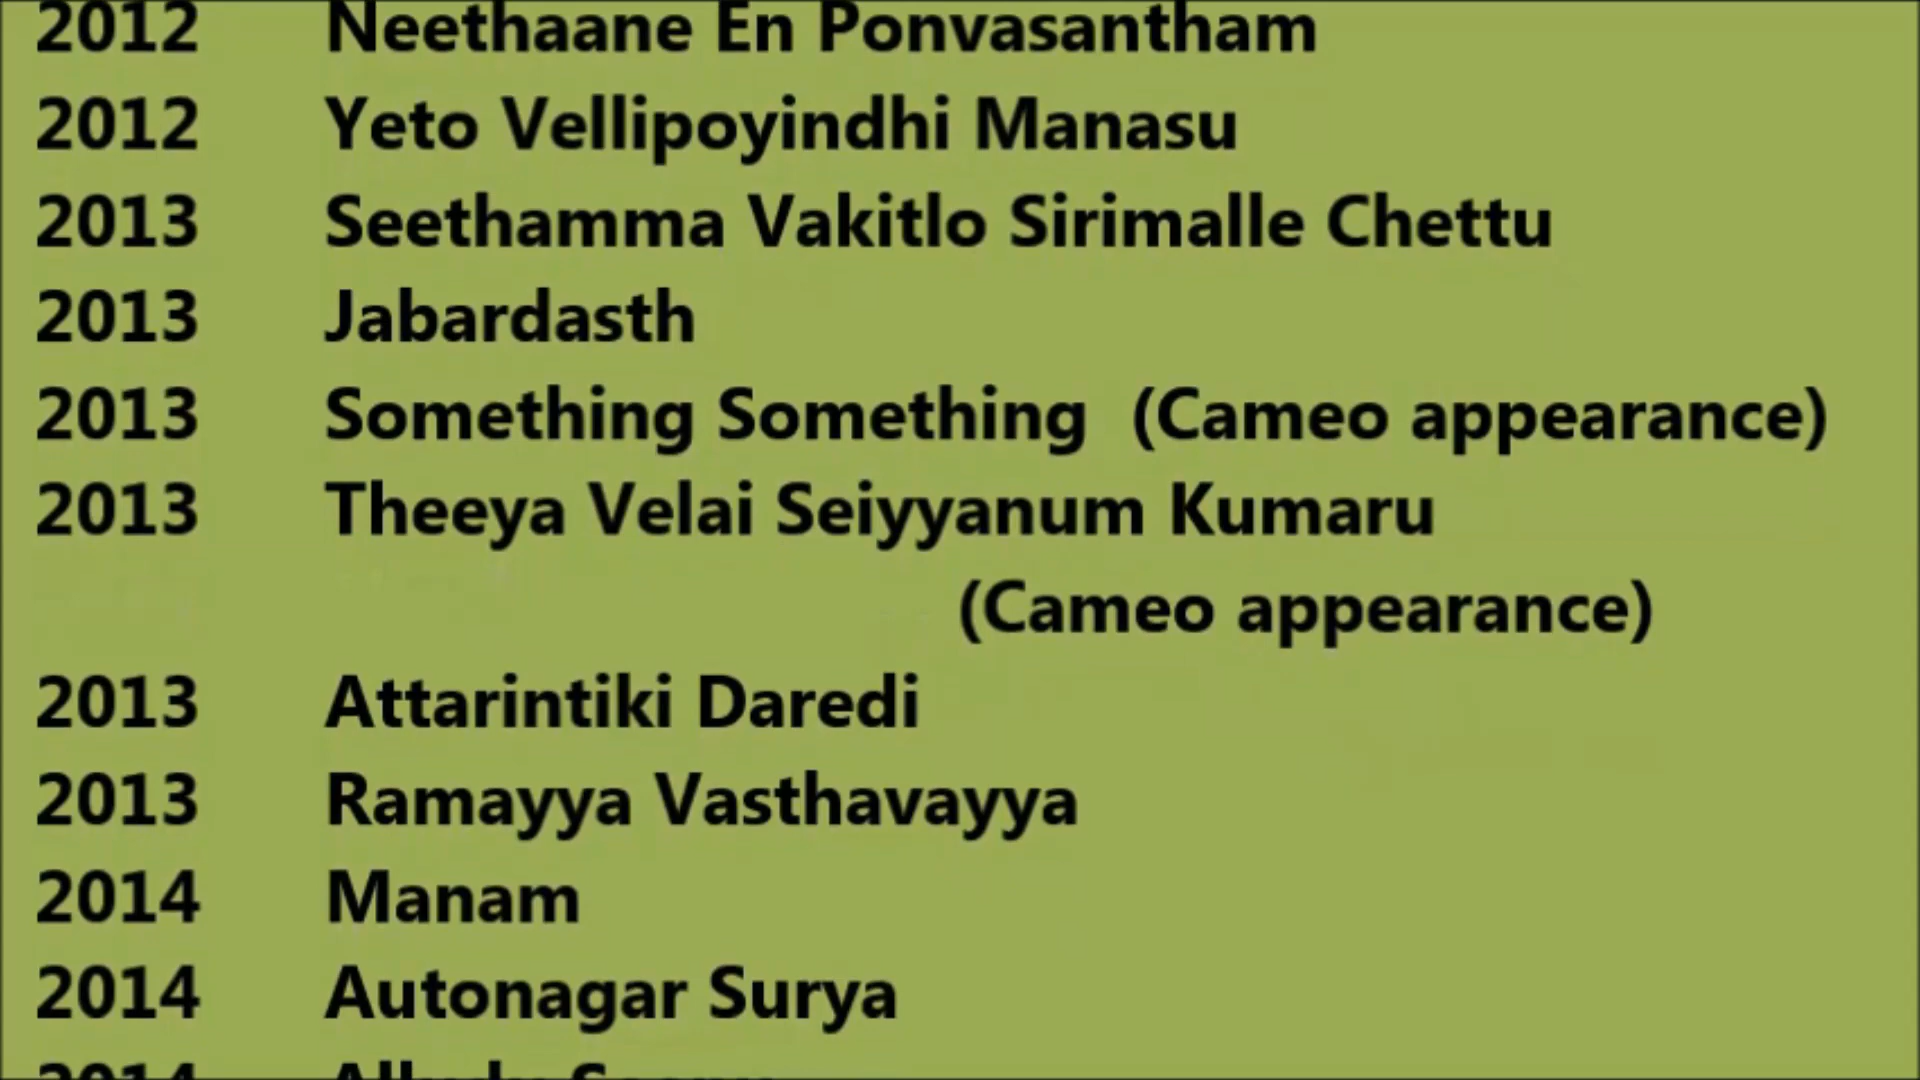 2012 Neethaane En Ponvasantham
2012 Yeto Vellipoyindhi Manasu
2013 Seethamma Vakitlo Sirimalle Chettu
2013 Jabardasth
2013 Something Something (Cameo appearance)
2013 Theeya Velai Seiyyanum Kumaru
(Cameo appearance)
2013 Attarintiki Daredi
2013 Ramayya Vasthavayya
2014 Manam
2014 Autonagar Surya
2014